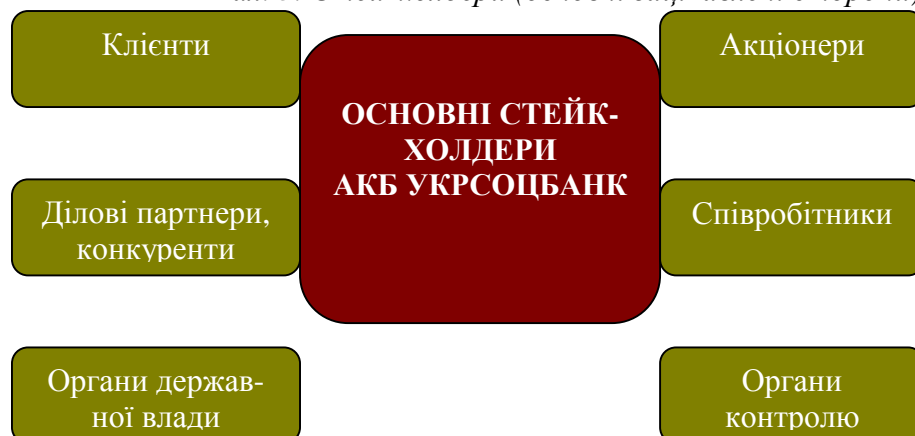 Клієнти
Акціонери
ОСНОВНІ СТЕЙК-
ХОЛДЕРИ
АКБ УКРСОЦБАНК
Ділові партнери,
конкуренти
Співробітники
Органи держав-
ної влади
Органи
контролю